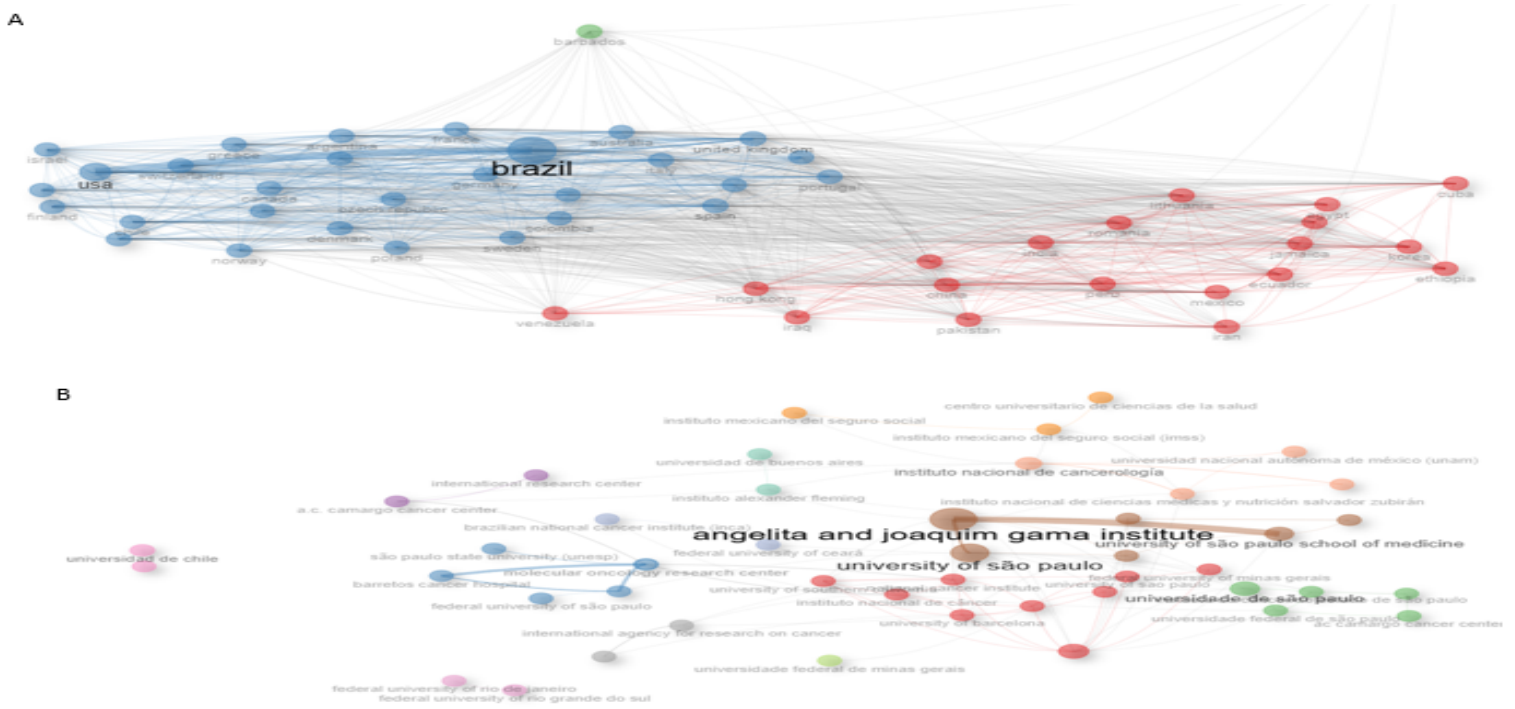 A
barbados
israel
greece
argentina
france
australia
united kingdom
brazil
usa
switzerland
germany
italy
portugal
canada
czech republic
finland
colombia
spain
denmark
norway
poland
sweden
lithuania
cuba
egypt
romania
india
jamaica
korea
ethiopia
hong kong
china
peru
ecuador
mexico
venezuela
iraq
pakistan
iran
B
centro universitario de ciencias de la salud
instituto mexicano del seguro social
instituto mexicano del seguro social (imss)
universidad de buenos aires
universidad nacional autónoma de méxico (unam)
instituto nacional de cancerología
international research center
instituto alexander fleming
instituto nacional de ciencias médicas y nutrición salvador zubirán
a.c. camargo cancer center
brazilian national cancer institute (inca)
angelita and joaquim gama institute
university of são paulo school of medicine
federal university of ceará
são paulo state university (unesp)
universidad de chile
university of são paulo
molecular oncology research center
federal university of minas gerais
barretos cancer hospital
national cancer institute
university of são paulo
universidade de são paulo
federal university of são paulo
instituto nacional de câncer
universidade federal de são paulo
university of barcelona
ac camargo cancer center
international agency for research on cancer
universidade federal de minas gerais
federal university of rio de janeiro
federal university of rio grande do sul